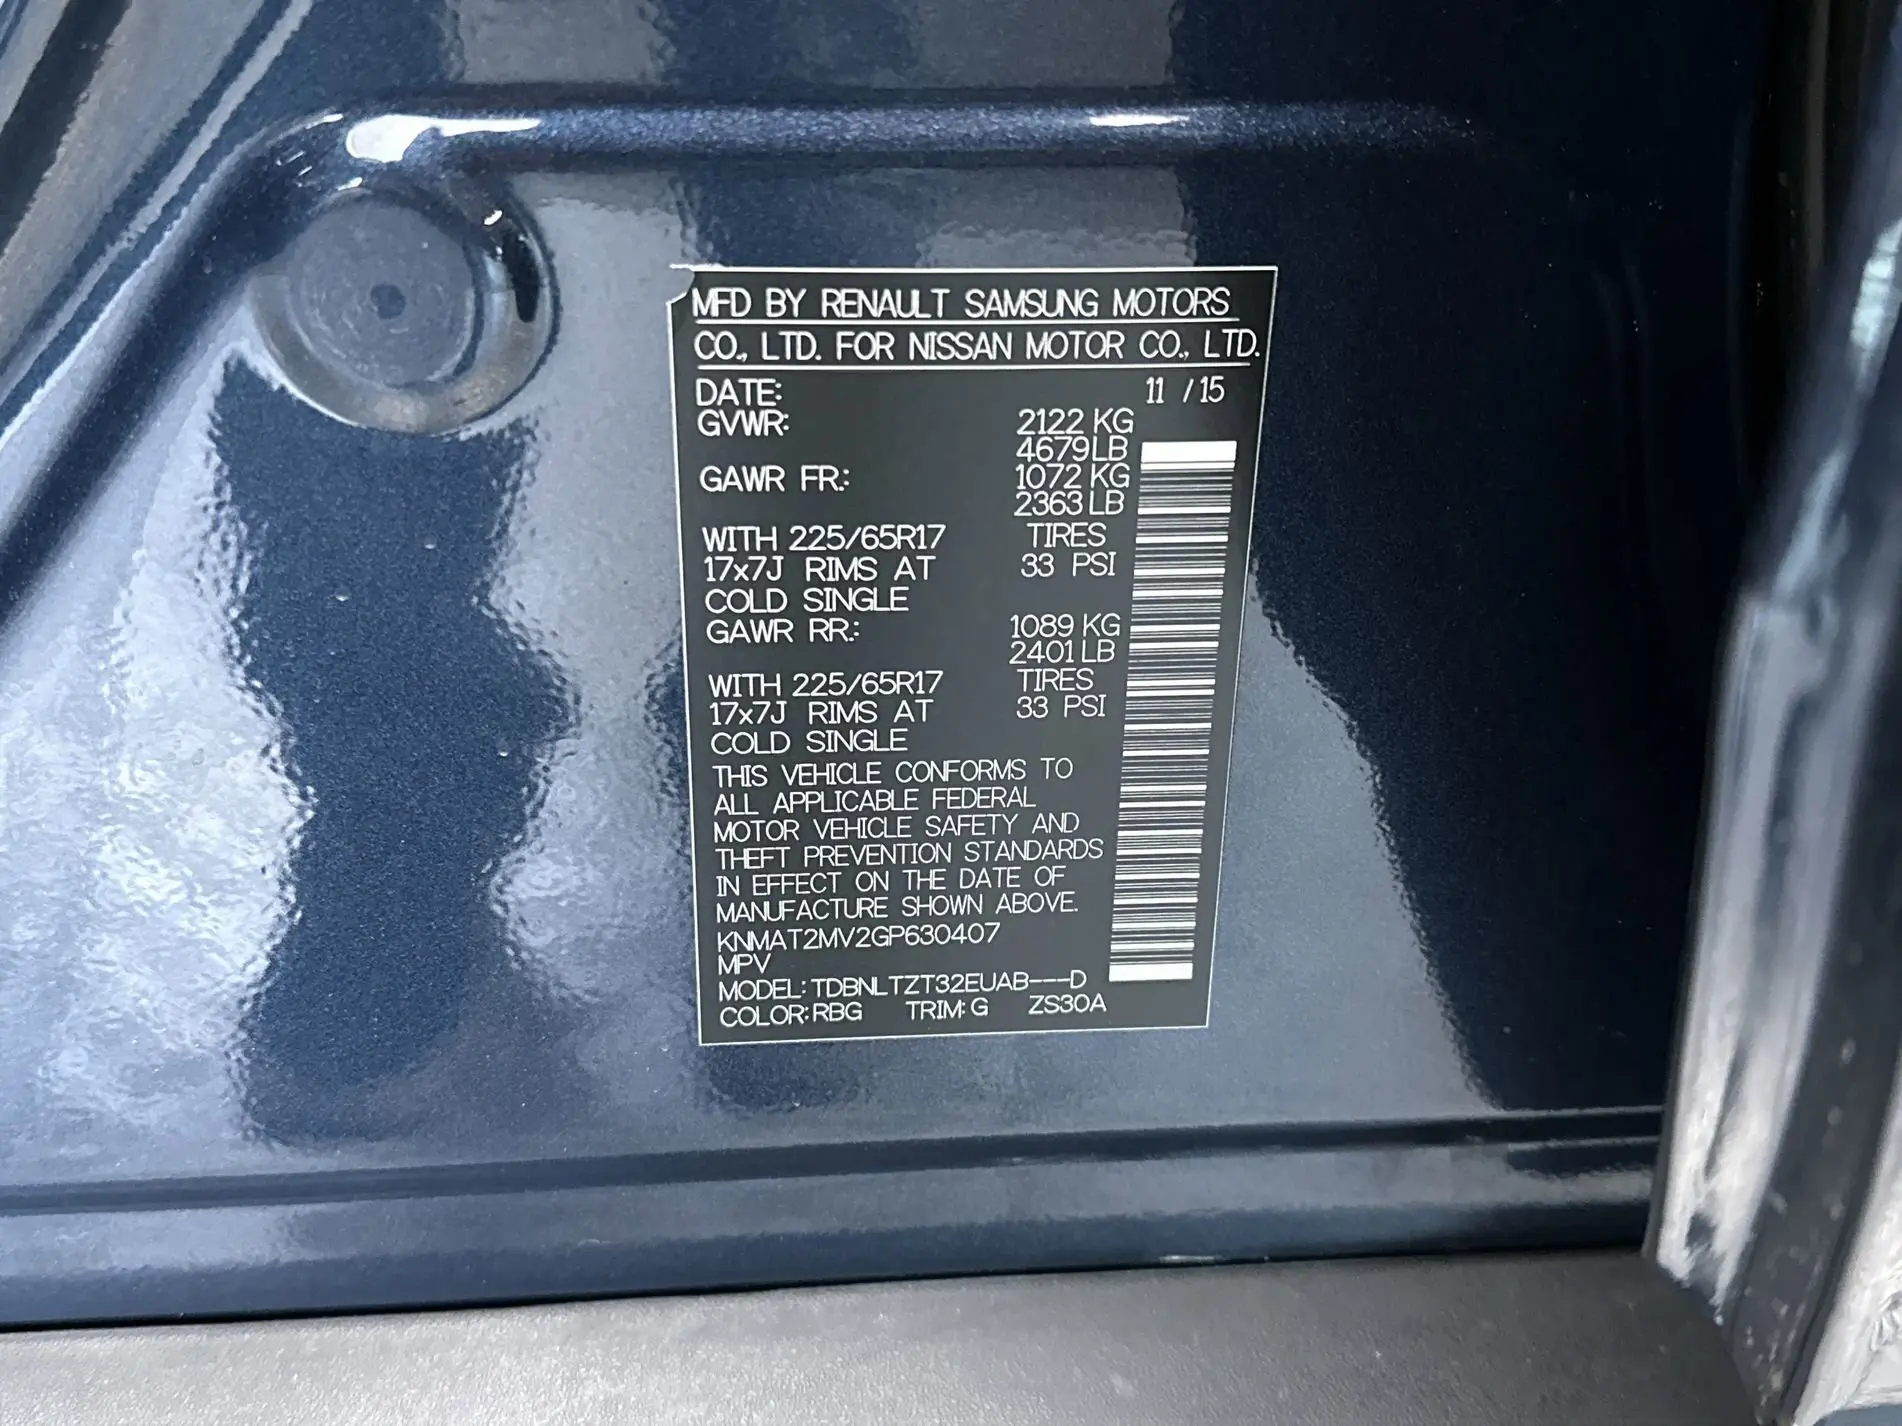 MFD BY RENAULT SAMSUNG MOTORS
CO., LTD. FOR NISSAN MOTOR CO., LTD.
DATE: 11 / 15
GVWR: 2122 KG
4679 LB
GAWR FR.: 1072 KG
2363 LB
WITH 225/65R17 TIRES
17x7J RIMS AT 33 PSI
COLD SINGLE
GAWR RR.: 1089 KG
2401 LB
WITH 225/65R17 TIRES
17x7J RIMS AT 33 PSI
COLD SINGLE
THIS VEHICLE CONFORMS TO
ALL APPLICABLE FEDERAL
MOTOR VEHICLE SAFETY AND
THEFT PREVENTION STANDARDS
IN EFFECT ON THE DATE OF
MANUFACTURE SHOWN ABOVE.
KNMAT2MV2GP630407
MPV
MODEL: TDBNLTZT32EUAB---D
COLOR: RBG TRIM: G ZS30A